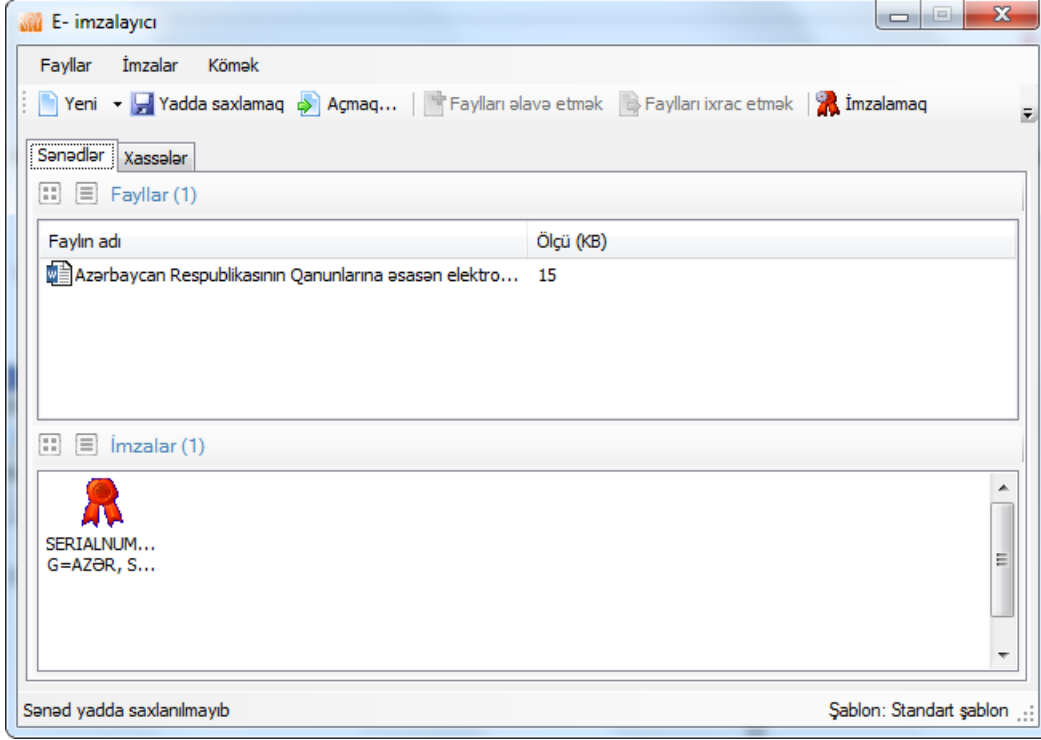 E- imzalayıcı
Fayllar İmzalar Kömək
Yeni Yadda saxlamaq Açmaq... Faylları əlavə etmək Faylları ixrac etmək İmzalamaq
Sənədlər Xassələr
Fayllar (1)
Faylın adı Ölçü (KB)
Azərbaycan Respublikasının Qanunlarına əsasən elektro... 15
İmzalar (1)
SERIALNUM...
G=AZƏR, S...
Sənəd yadda saxlanılmayıb Şablon: Standart şablon